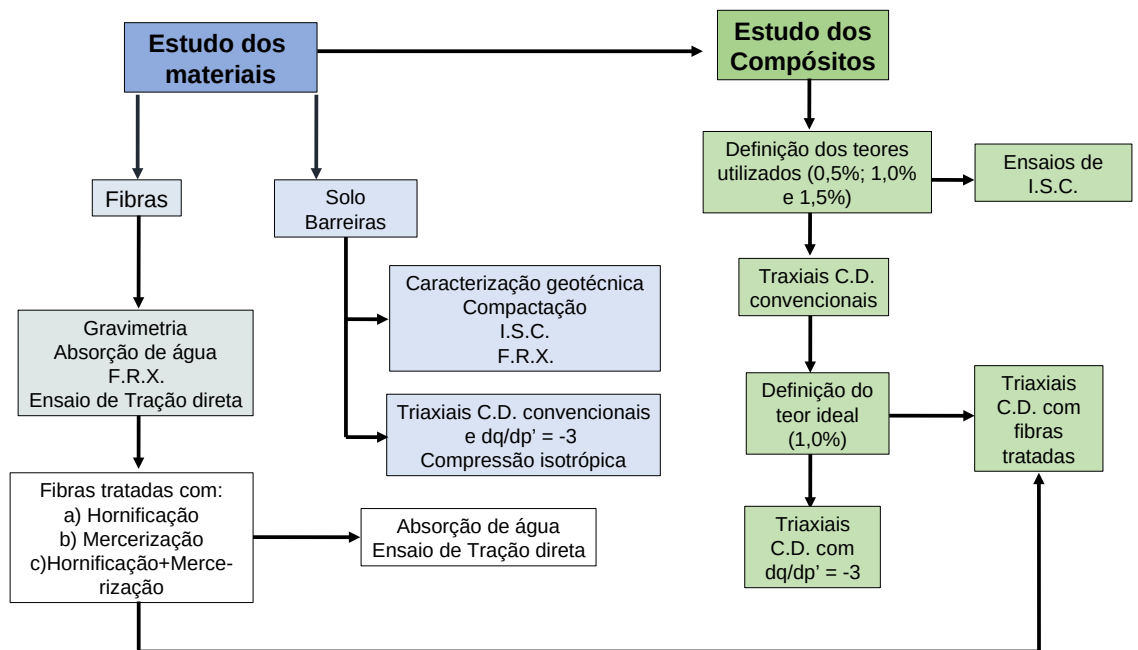 Estudo dos
materiais
Estudo dos
Compósitos
Fibras
Solo
Barreiras
Definição dos teores
utilizados (0,5%; 1,0%
e 1,5%)
Ensaios de
I.S.C.
Caracterização geotécnica
Compactação
I.S.C.
F.R.X.
Traxiais C.D.
convencionais
Gravimetria
Absorção de água
F.R.X.
Ensaio de Tração direta
Triaxiais C.D. convencionais
e dq/dp’ = -3
Compressão isotrópica
Definição do
teor ideal
(1,0%)
Triaxiais
C.D. com
fibras
tratadas
Fibras tratadas com:
a) Hornificação
b) Mercerização
c)Hornificação+Merce-
rização
Absorção de água
Ensaio de Tração direta
Triaxiais
C.D. com
dq/dp’ = -3